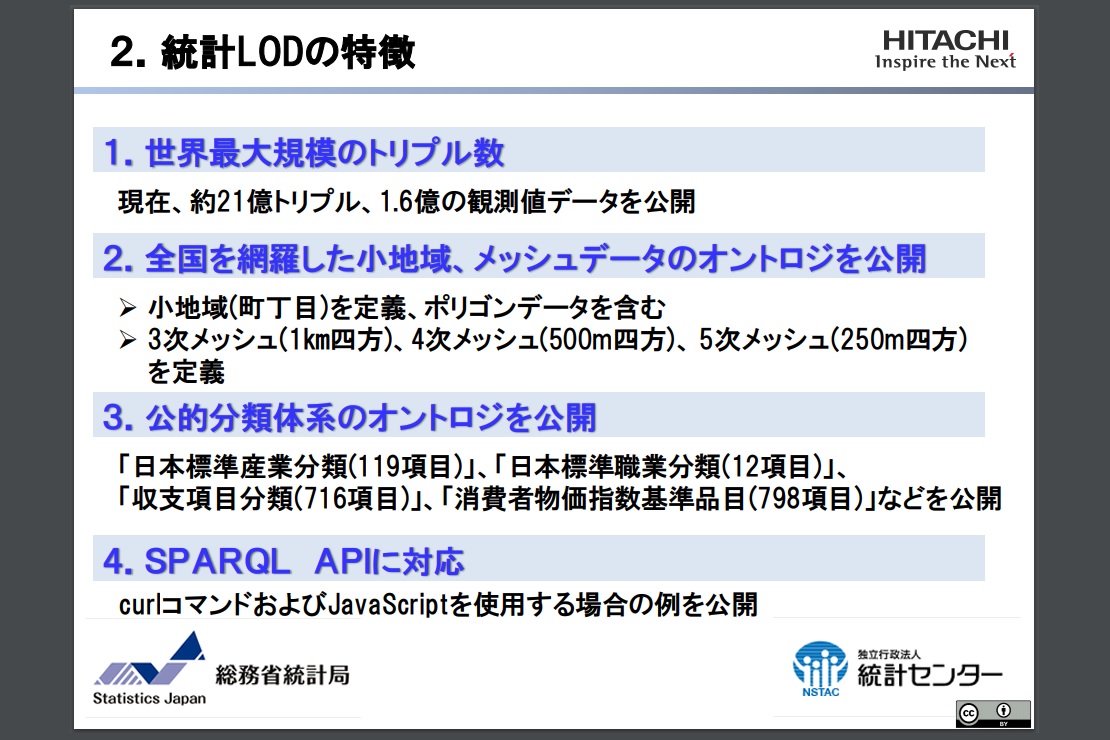 2. 統計LODの特徴
HITACHI
Inspire the Next
1. 世界最大規模のトリプル数
現在、約21億トリプル、1.6億の観測値データを公開
2. 全国を網羅した小地域、メッシュデータのオントロジを公開
➢ 小地域(町丁目)を定義、ポリゴンデータを含む
➢ 3次メッシュ(1km四方)、4次メッシュ(500m四方)、5次メッシュ(250m四方)
を定義
3. 公的分類体系のオントロジを公開
「日本標準産業分類(119項目)」、「日本標準職業分類(12項目)」、
「収支項目分類(716項目)」、「消費者物価指数基準品目(798項目)」などを公開
4. SPARQL APIに対応
curlコマンドおよびJavaScriptを使用する場合の例を公開
Statistics Japan
総務省統計局
NSTAC
独立行政法人
統計センター
cc
BY